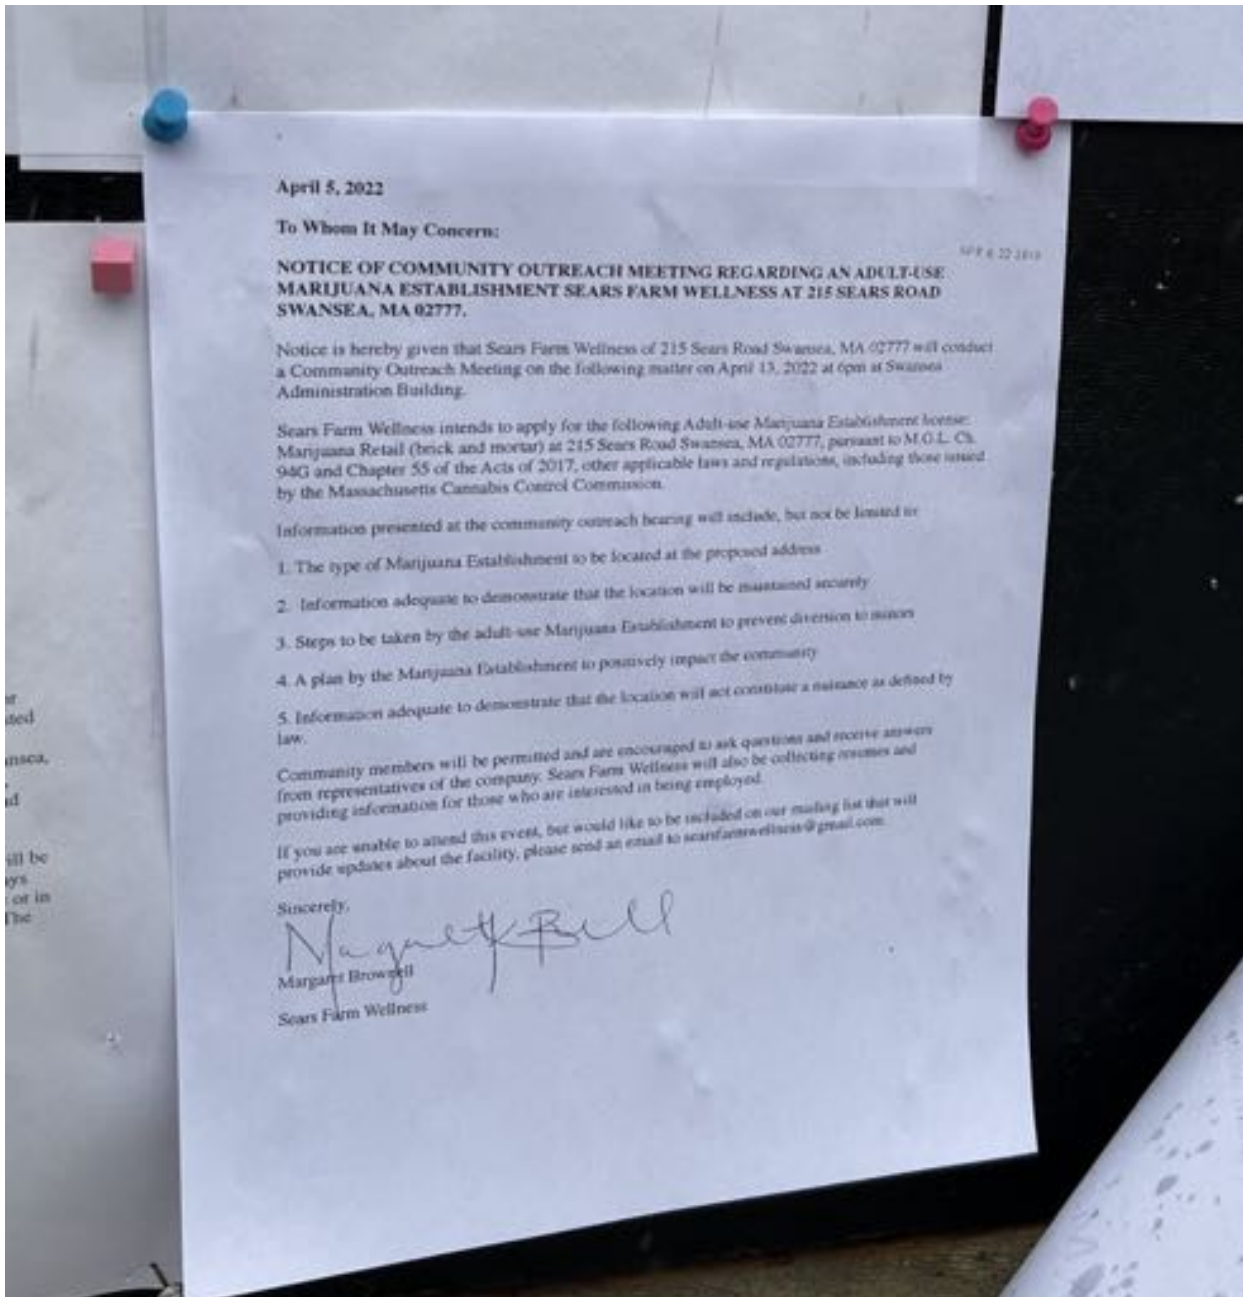 April 5, 2022
To Whom It May Concern:
NOTICE OF COMMUNITY OUTREACH MEETING REGARDING AN ADULT-USE
MARIJUANA ESTABLISHMENT SEARS FARM WELLNESS AT 215 SEARS ROAD
SWANSEA, MA 02777.
Notice is hereby given that Sears Farm Wellness of 215 Sears Road Swansea, MA 02777 will conduct
a Community Outreach Meeting on the following matter on April 13, 2022 at 6pm at Swansea
Administration Building.
Sears Farm Wellness intends to apply for the following Adult-use Marijuana Establishment license:
Marijuana Retail (brick and mortar) at 215 Sears Road Swansea, MA 02777, pursuant to M.G.L. Ch.
94G and Chapter 55 of the Acts of 2017, other applicable laws and regulations, including those issued
by the Massachusetts Cannabis Control Commission.
Information presented at the community outreach hearing will include, but not be limited to:
1. The type of Marijuana Establishment to be located at the proposed address
2. Information adequate to demonstrate that the location will be maintained securely
3. Steps to be taken by the adult-use Marijuana Establishment to prevent diversion to minors
4. A plan by the Marijuana Establishment to positively impact the community
5. Information adequate to demonstrate that the location will not constitute a nuisance as defined by
law.
Community members will be permitted and are encouraged to ask questions and receive answers
from representatives of the company. Sears Farm Wellness will also be collecting resumes and
providing information for those who are interested in being employed.
If you are unable to attend this event, but would like to be included on our mailing list that will
provide updates about the facility, please send an email to searsfarmwellness@gmail.com
Sincerely,
Margaret Brownell
Sears Farm Wellness
ill be
or in